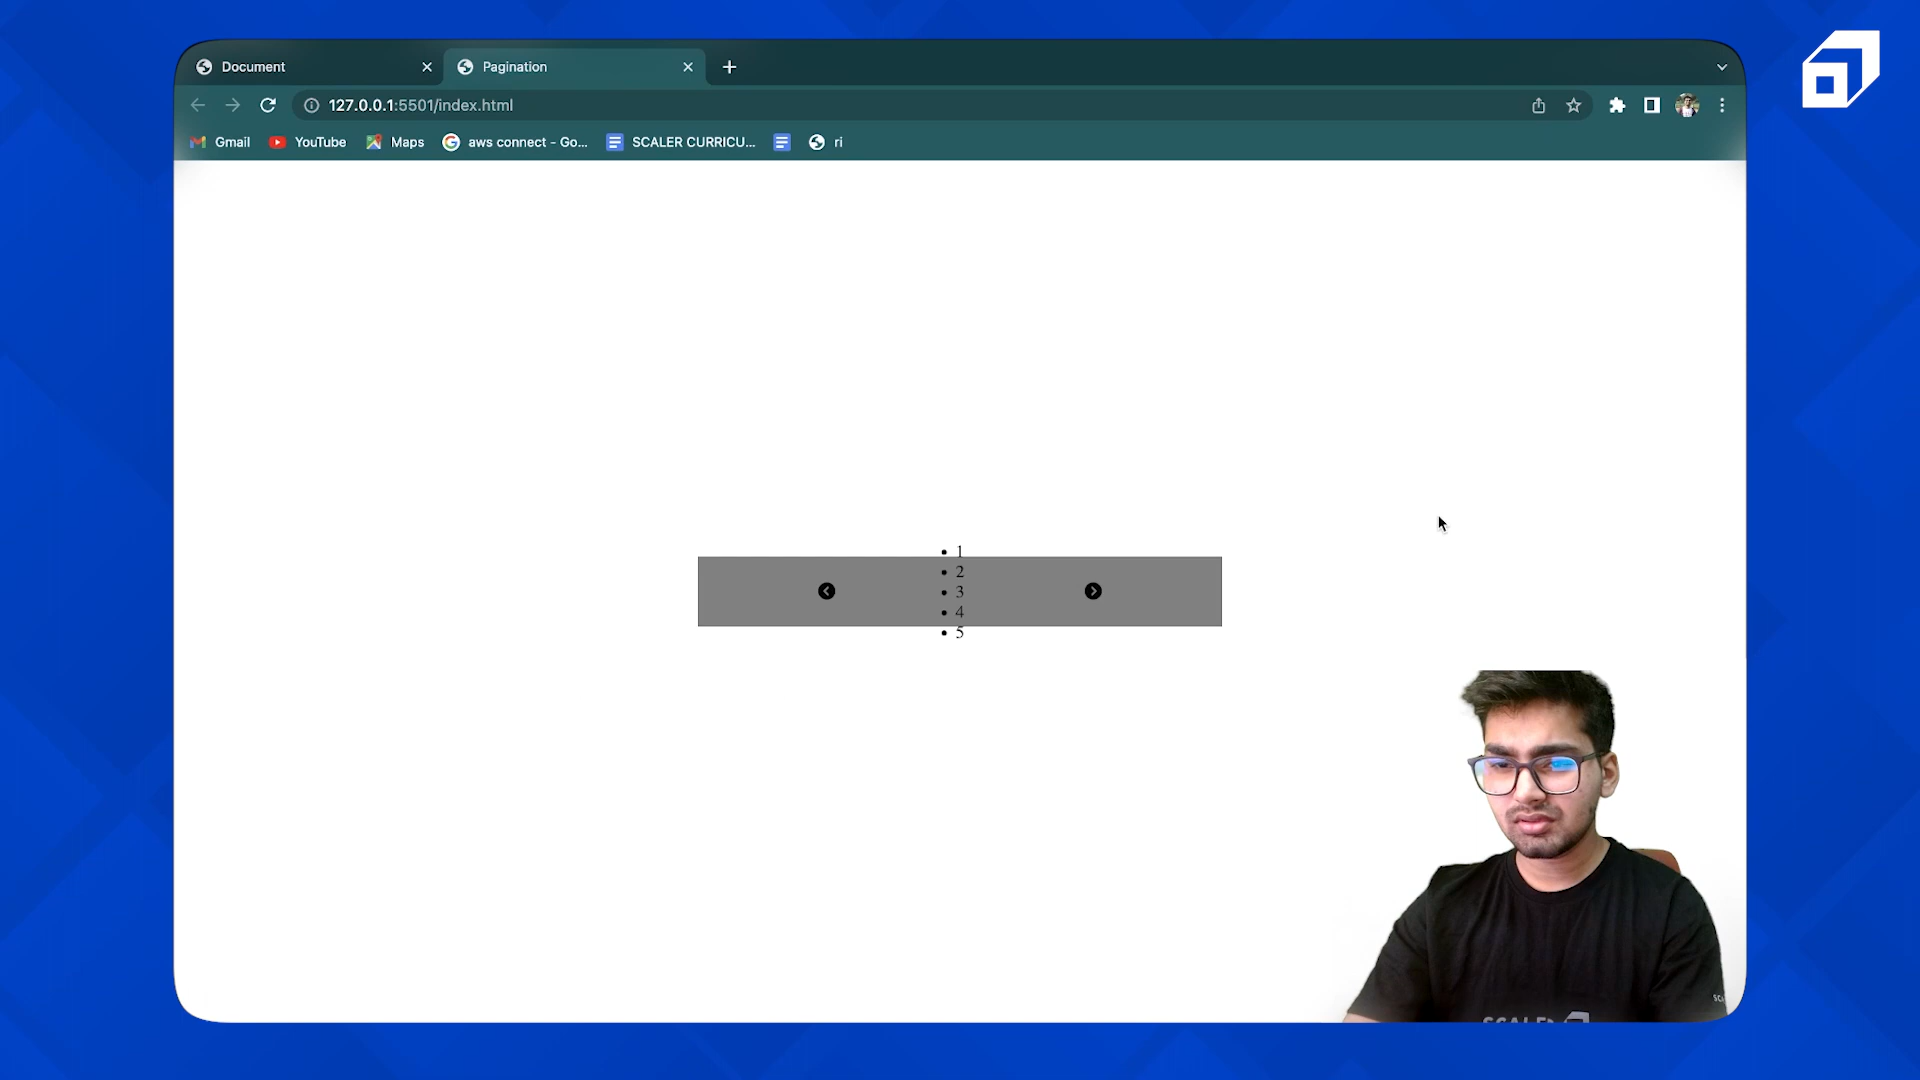 Document
Pagination
127.0.0.1:5501/index.html
Gmail
YouTube
Maps
aws connect - Go...
SCALER CURRICU...
ri
1
2
3
4
5
SCALER